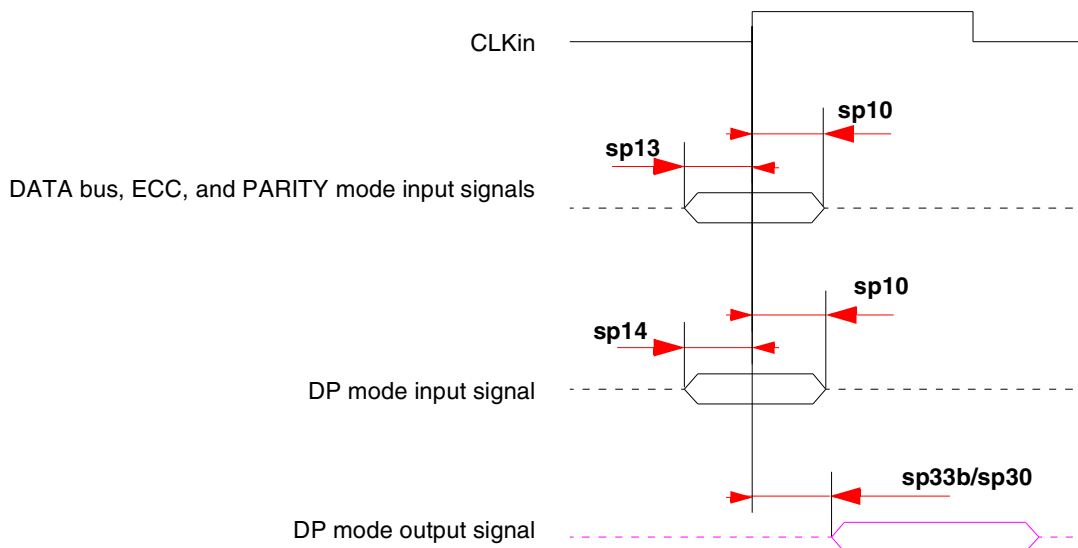 CLKin
sp10
sp13
DATA bus, ECC, and PARITY mode input signals
sp10
sp14
DP mode input signal
sp33b/sp30
DP mode output signal